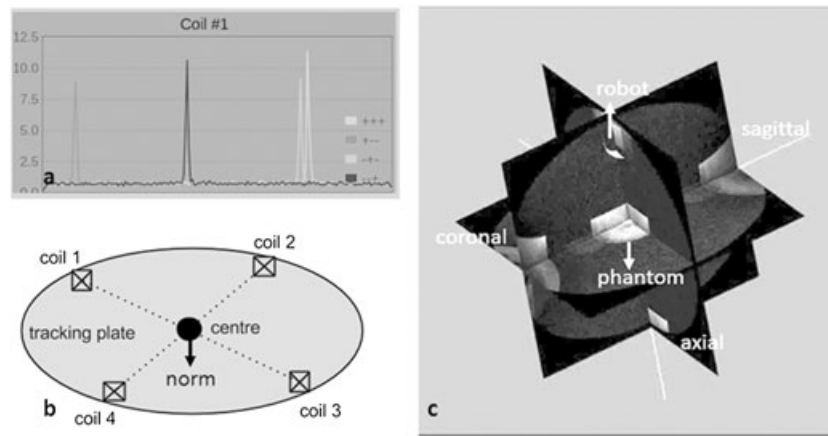 Coil #1
12.5
10.0
7.5
5.0
2.5
0.0
+++
+--
-+-
--+
a
coil 1
coil 2
tracking plate
centre
norm
coil 4
coil 3
b
robot
sagittal
coronal
phantom
axial
c